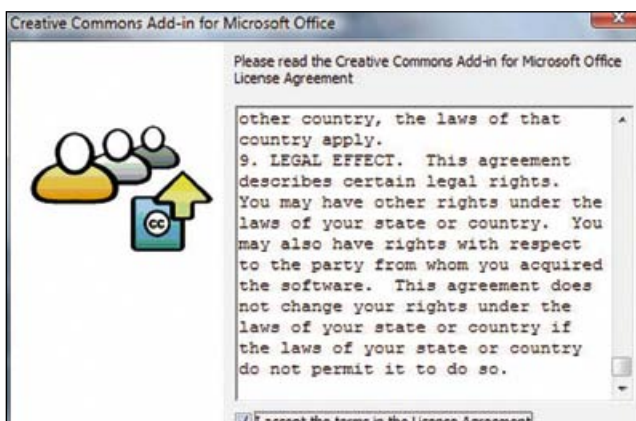 Creative Commons Add-in for Microsoft Office
Please read the Creative Commons Add-in for Microsoft Office
License Agreement
other country, the laws of that
country apply.
9. LEGAL EFFECT.  This agreement
describes certain legal rights.
You may have other rights under the
laws of your state or country.  You
may also have rights with respect
to the party from whom you acquired
the software.  This agreement does
not change your rights under the
laws of your state or country if
the laws of your state or country
do not permit it to do so.
cc
I accept the terms in the License Agreement